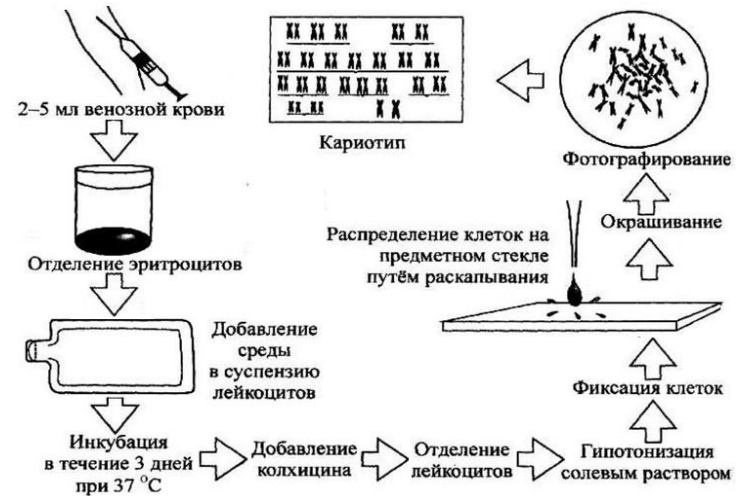 2–5 мл венозной крови
Отделение эритроцитов
Добавление
среды
в суспензию
лейкоцитов
Инкубация
в течение 3 дней
при 37 °С
Добавление
колхицина
Отделение
лейкоцитов
Гипотонизация
солевым раствором
Фиксация клеток
Распределение клеток на
предметном стекле
путём раскапывания
Окрашивание
Фотографирование
Кариотип